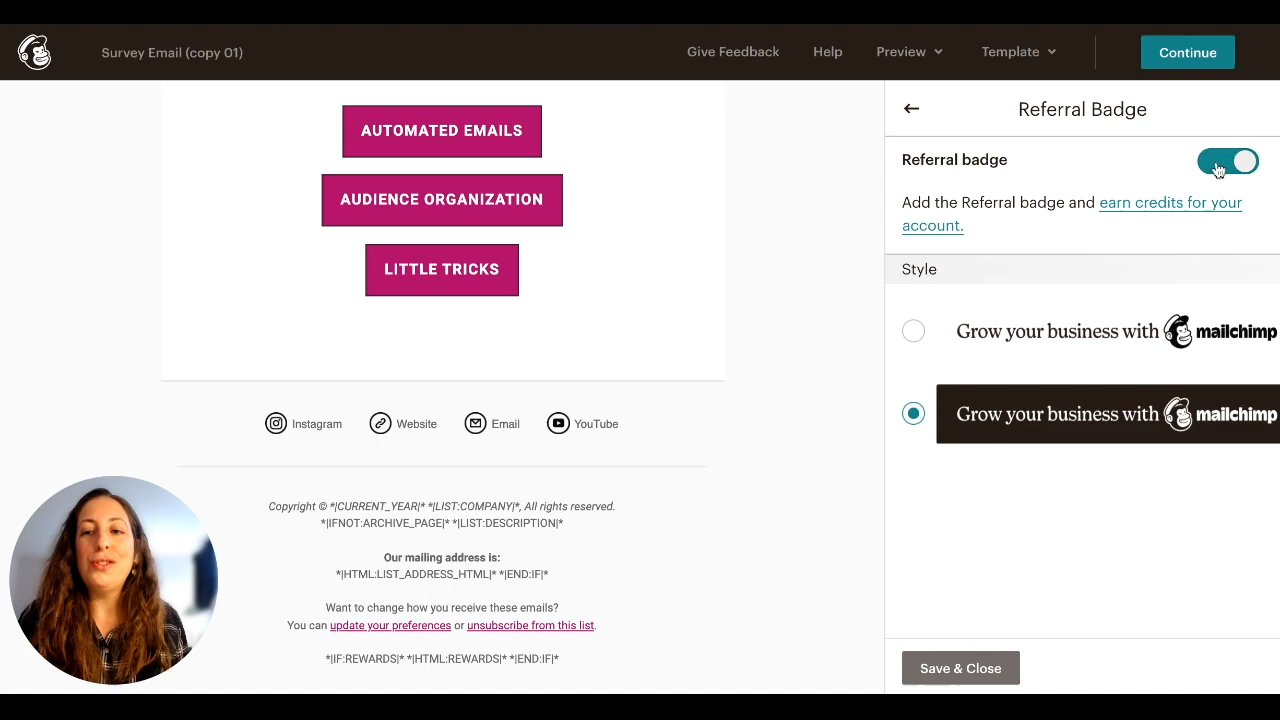 Survey Email (copy 01)
Give Feedback
Help
Preview
Template
Continue
AUTOMATED EMAILS
AUDIENCE ORGANIZATION
LITTLE TRICKS
Instagram
Website
Email
YouTube
Copyright © *|CURRENT_YEAR|* *|LIST:COMPANY|*, All rights reserved.
*|IFNOT:ARCHIVE_PAGE|* *|LIST:DESCRIPTION|*
Our mailing address is:
*|HTML:LIST_ADDRESS_HTML|* *|END:IF|*
Want to change how you receive these emails?
You can update your preferences or unsubscribe from this list.
*|IF:REWARDS|* *|HTML:REWARDS|* *|END:IF|*
Referral Badge
Referral badge
Add the Referral badge and earn credits for your
account.
Style
Grow your business with mailchimp
Grow your business with mailchimp
Save & Close